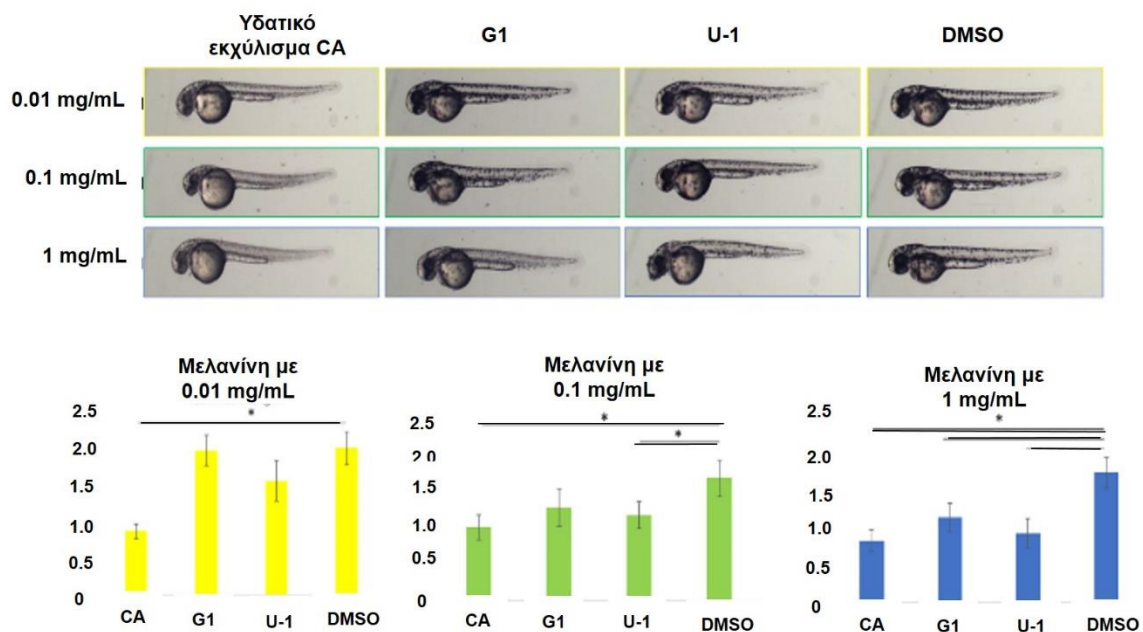 Υδατικό
εκχύλισμα CA
G1
U-1
DMSO
0.01 mg/mL
0.1 mg/mL
1 mg/mL
Μελανίνη με
0.01 mg/mL
2.5
*
2.0
1.5
1.0
0.5
0
CA
G1
U-1
DMSO
Μελανίνη με
0.1 mg/mL
2.5
*
*
2.0
1.5
1.0
0.5
0
CA
G1
U-1
DMSO
Μελανίνη με
1 mg/mL
2.5
*
2.0
1.5
1.0
0.5
0
CA
G1
U-1
DMSO